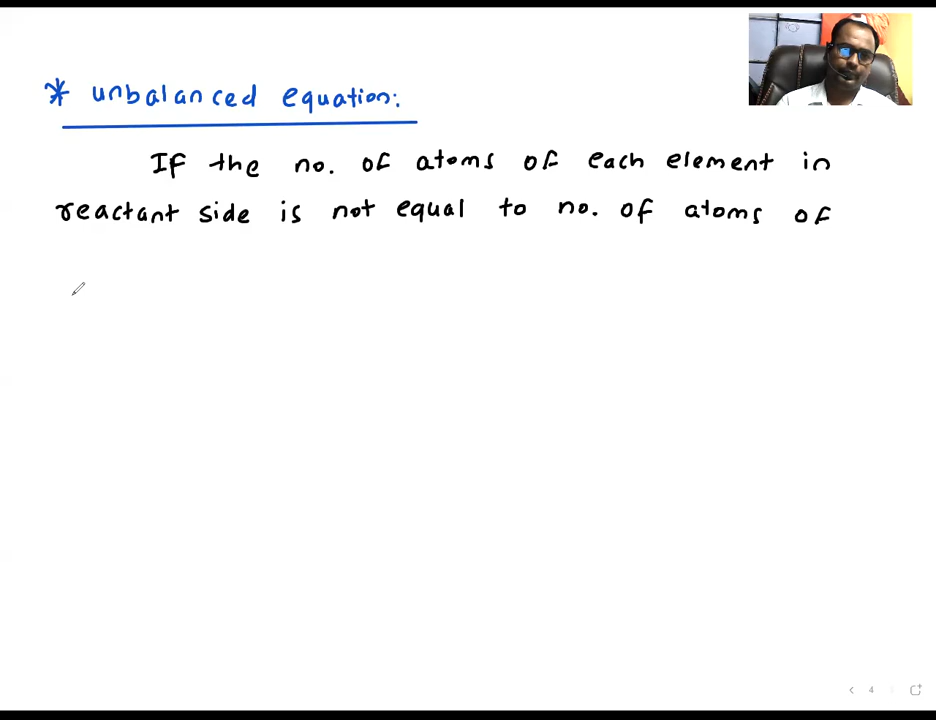 * unbalanced equation:
IF the no. of atoms of each element in
reactant side is not equal to no. of atoms of
4